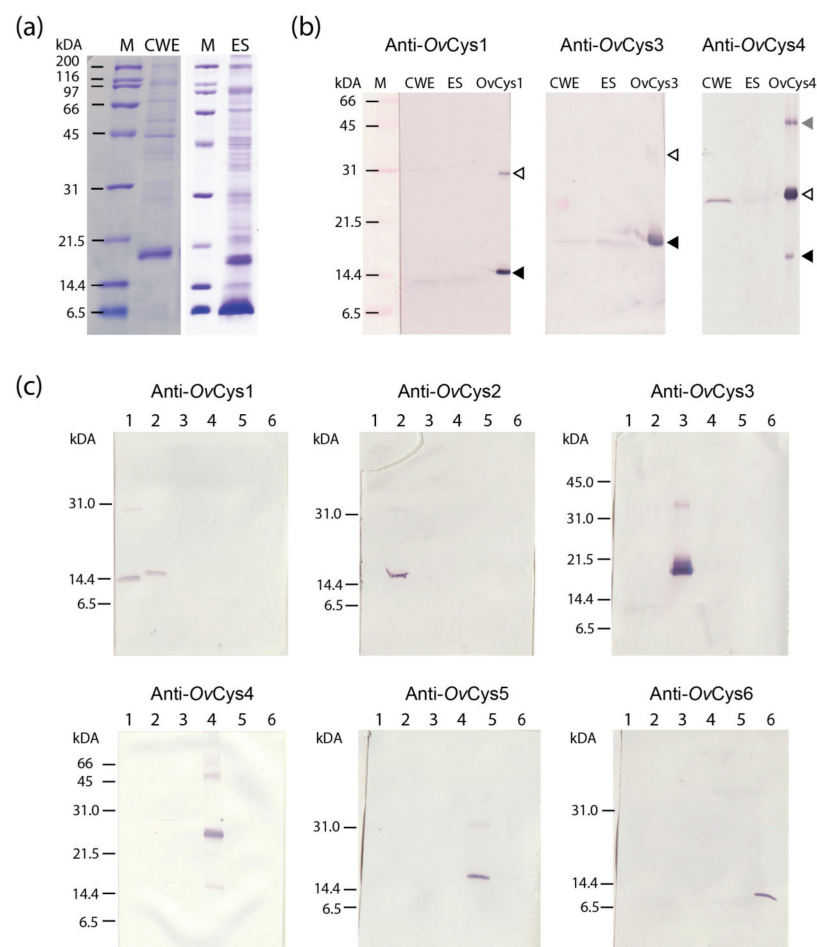 (a)
kDa M CWE M ES
200
116
97
66
45
31
21.5
14.4
6.5
(b)
Anti-OvCys1 Anti-OvCys3 Anti-OvCys4
kDa M CWE ES OvCys1 CWE ES OvCys3 CWE ES OvCys4
66
45
31
21.5
14.4
6.5
(c)
Anti-OvCys1 Anti-OvCys2 Anti-OvCys3
1 2 3 4 5 6 1 2 3 4 5 6 1 2 3 4 5 6
kDA
31.0
14.4
6.5
kDA
31.0
14.4
6.5
kDA
45.0
31.0
21.5
14.4
6.5
Anti-OvCys4 Anti-OvCys5 Anti-OvCys6
1 2 3 4 5 6 1 2 3 4 5 6 1 2 3 4 5 6
kDA
66
45
31.0
21.5
14.4
6.5
kDA
31.0
14.4
6.5
kDA
31.0
14.4
6.5